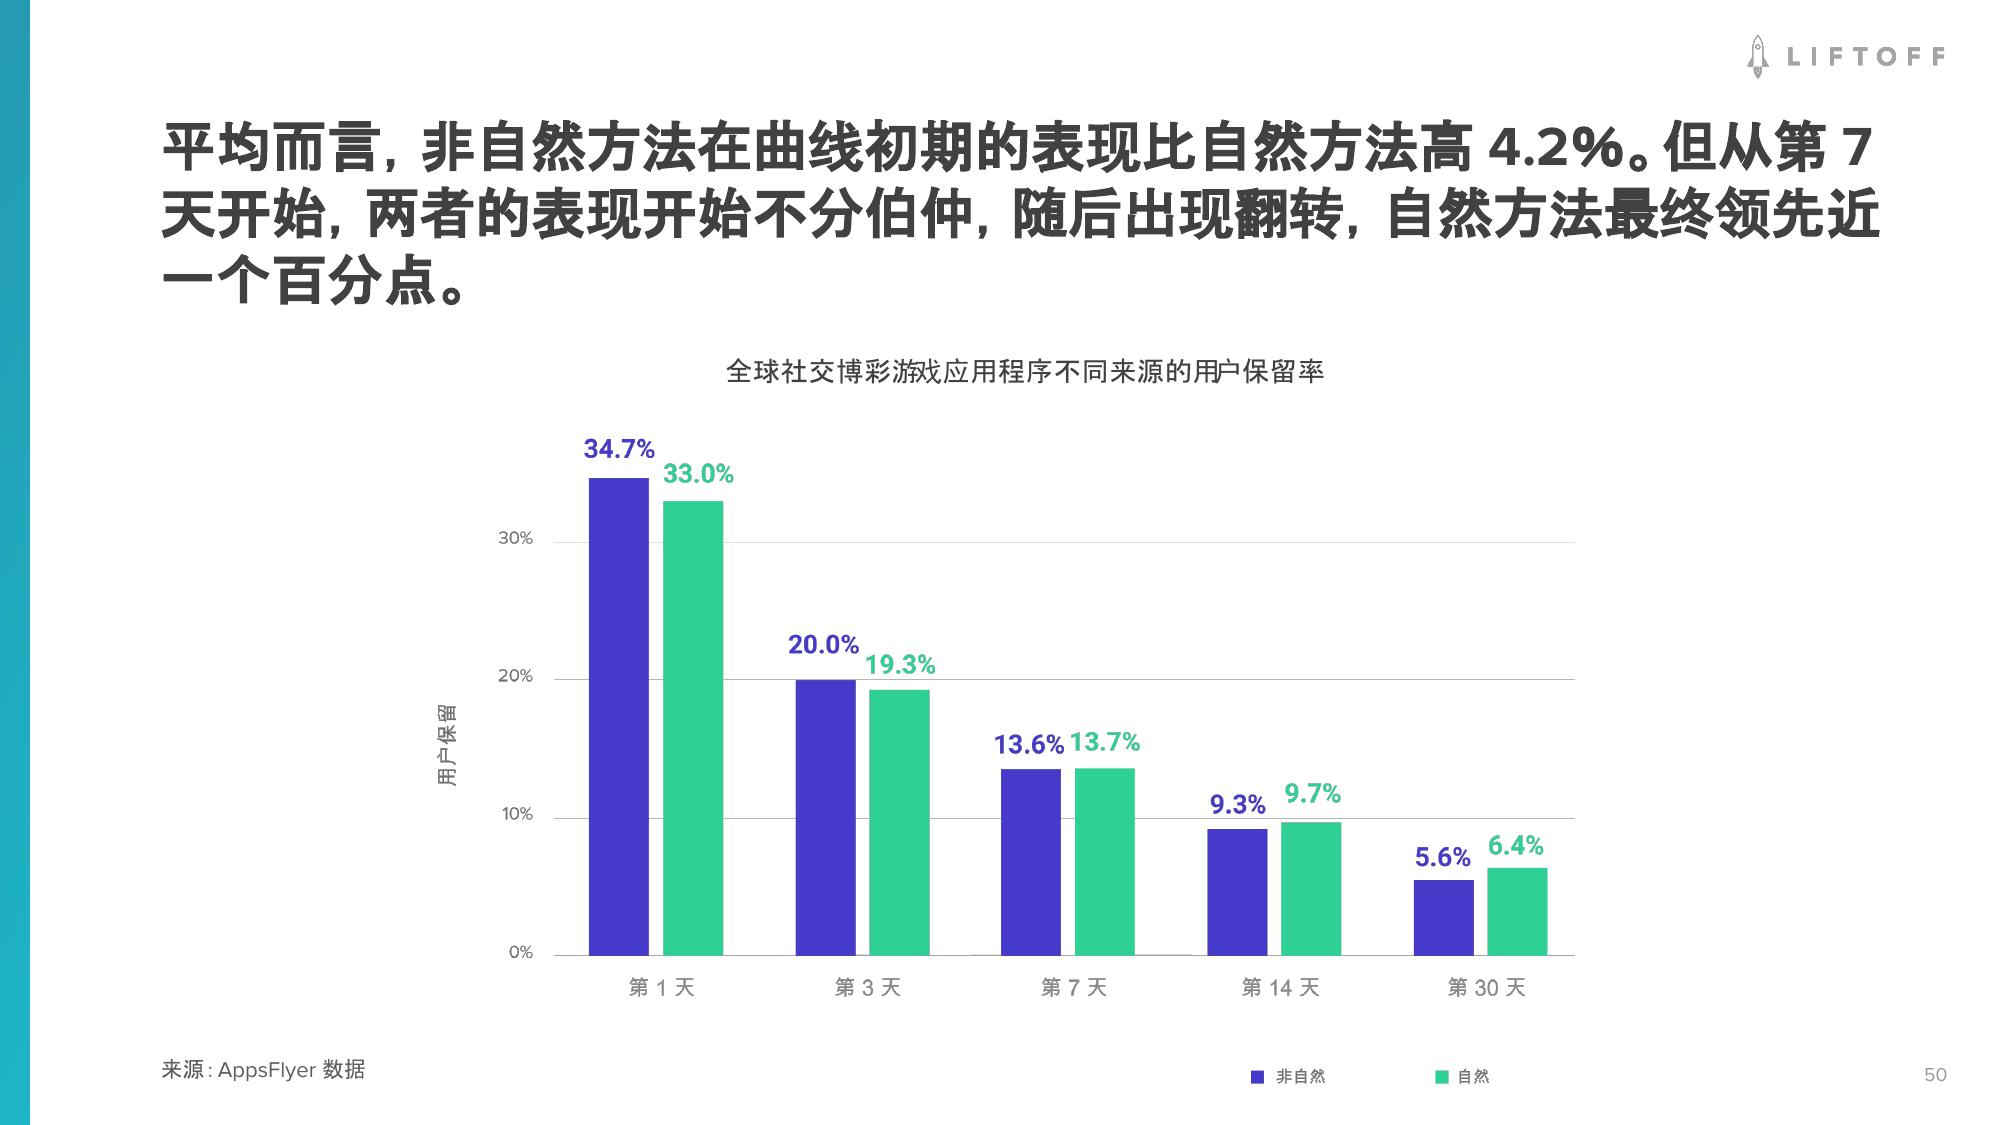 LIFTOFF
平均而言, 非自然方法在曲线初期的表现比自然方法高 4.2%。但从第 7
天开始, 两者的表现开始不分伯仲, 随后出现翻转, 自然方法最终领先近
一个百分点。
全球社交博彩游戏应用程序不同来源的用户保留率
34.7%
33.0%
30%
20.0%
19.3%
20%
用户保留
13.6%
13.7%
9.3%
9.7%
10%
5.6%
6.4%
0%
第 1 天
第 3 天
第 7 天
第 14 天
第 30 天
来源: AppsFlyer 数据
非自然
自然
50